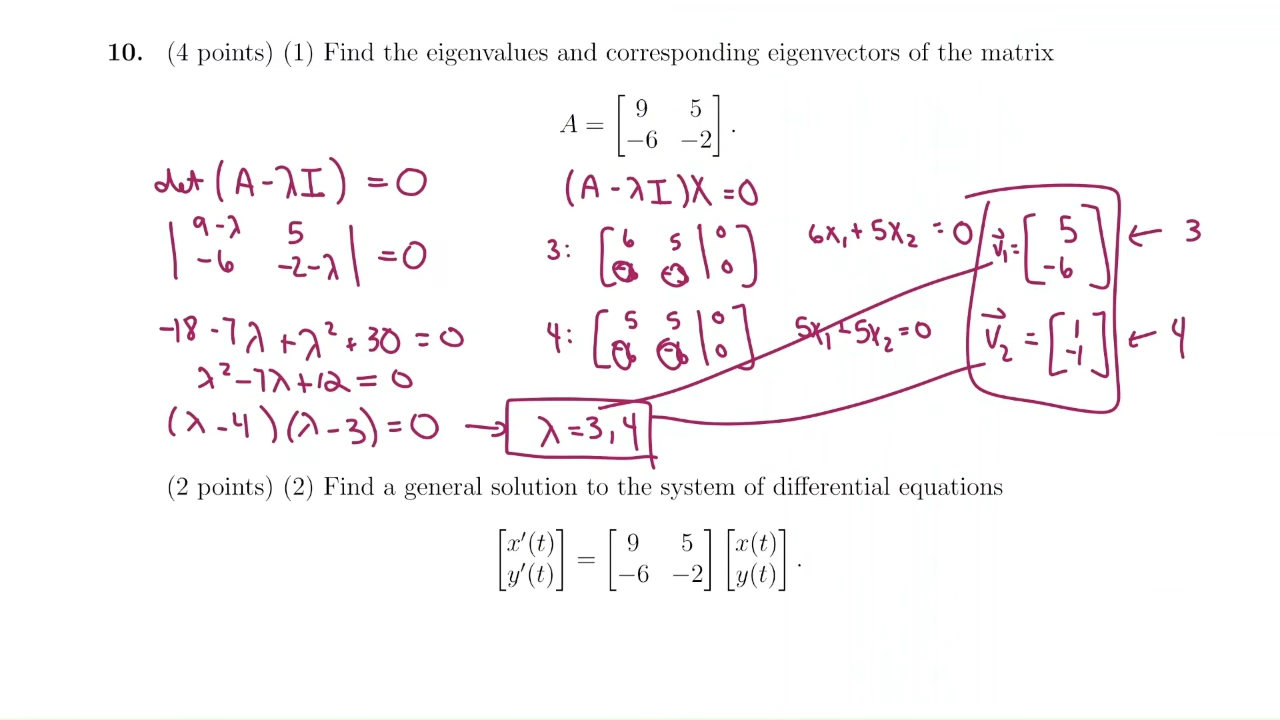 10. (4 points) (1) Find the eigenvalues and corresponding eigenvectors of the matrix
A = [ 9 5
−6 −2 ] .
det (A-λI) = 0
| 9-λ 5
-6 -2-λ | = 0
-18 -7λ + λ² + 30 = 0
λ² - 7λ + 12 = 0
(λ-4)(λ-3) = 0 → λ = 3, 4
(A-λI)X = 0
3: [ 6 5 | 0
0 0 | 0 ] 6x₁ + 5x₂ = 0
4: [ 5 5 | 0
0 0 | 0 ] 5x₁ + 5x₂ = 0
v⃗₁ = [ 5
-6 ] ← 3
v⃗₂ = [ 1
-1 ] ← 4
(2 points) (2) Find a general solution to the system of differential equations
[ x′(t)
y′(t) ] = [ 9 5
−6 −2 ] [ x(t)
y(t) ] .